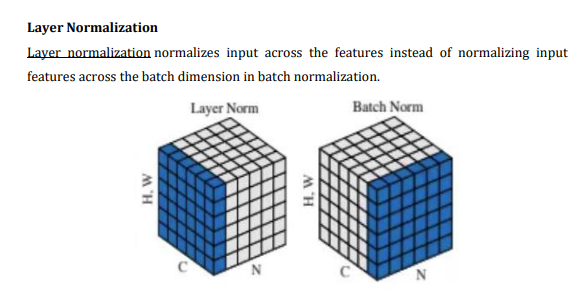 Layer Normalization
Layer normalization normalizes input across the features instead of normalizing input
features across the batch dimension in batch normalization.
Layer Norm
Batch Norm
H, W
H, W
C
N
C
N